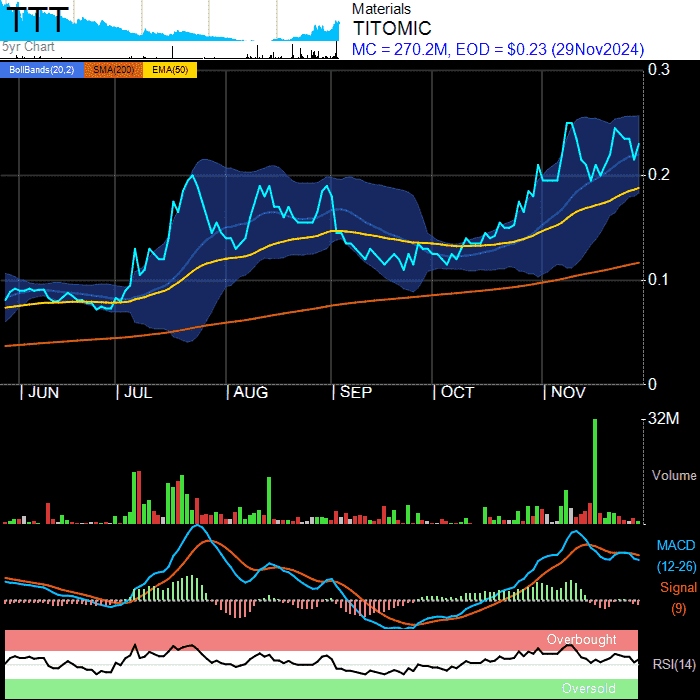 TTT
5yr Chart
Materials
TITOMIC
MC = 270.2M, EOD = $0.23 (29Nov2024)
BollBands(20,2) SMA(200) EMA(50)
0.3
0.2
0.1
0
JUN JUL AUG SEP OCT NOV
32M
Volume
MACD
(12-26)
Signal
(9)
Overbought
RSI(14)
Oversold